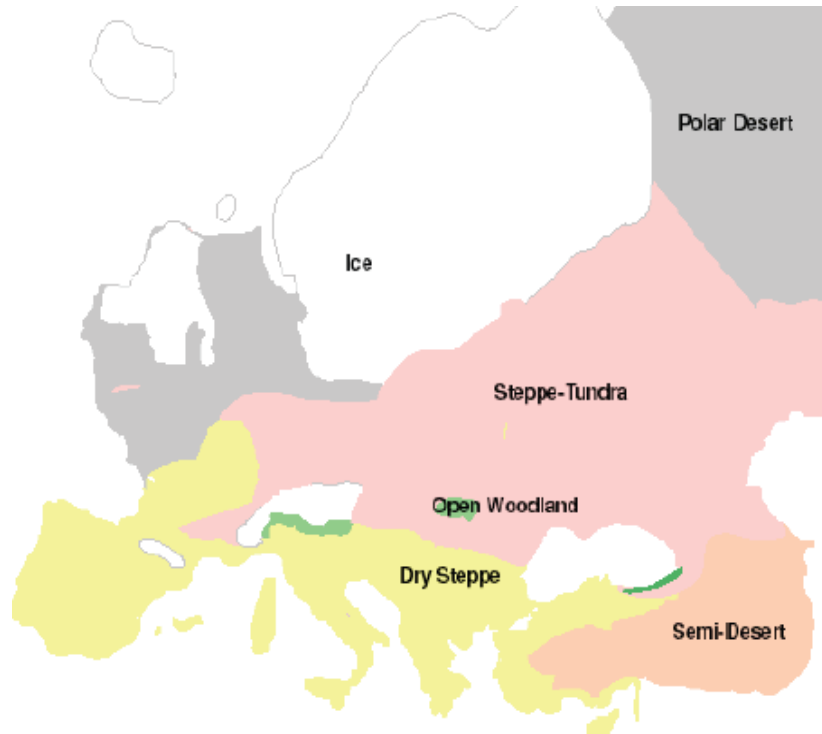 Polar Desert
Ice
Steppe-Tundra
Open Woodland
Dry Steppe
Semi-Desert